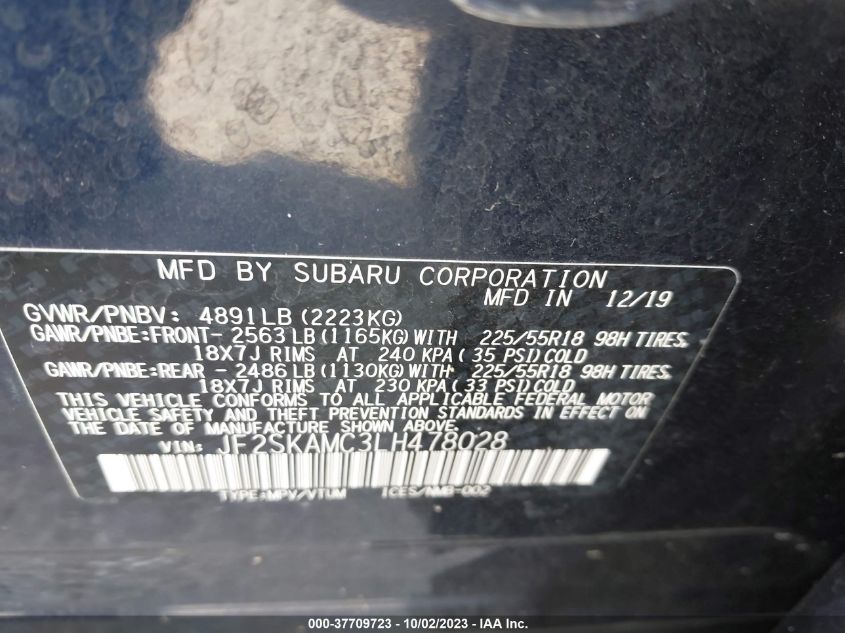 MFD BY SUBARU CORPORATION
MFD IN 12/19
GVWR/PNBV: 4891LB (2223KG)
GAWR/PNBE:FRONT- 2563 LB (1165KG) WITH 225/55R18 98H TIRES,
18X7J RIMS AT 240 KPA ( 35 PSI) COLD
GAWR/PNBE:REAR - 2486 LB (1130KG) WITH 225/55R18 98H TIRES,
18X7J RIMS AT 230 KPA ( 33 PSI) COLD
THIS VEHICLE CONFORMS TO ALL APPLICABLE FEDERAL MOTOR
VEHICLE SAFETY AND THEFT PREVENTION STANDARDS IN EFFECT ON
THE DATE OF MANUFACTURE SHOWN ABOVE.
VIN: JF2SKAMC3LH478028
TYPE:MPV/VTUM ICES/NMB-002
000-37709723 - 10/02/2023 - © IAA Inc.